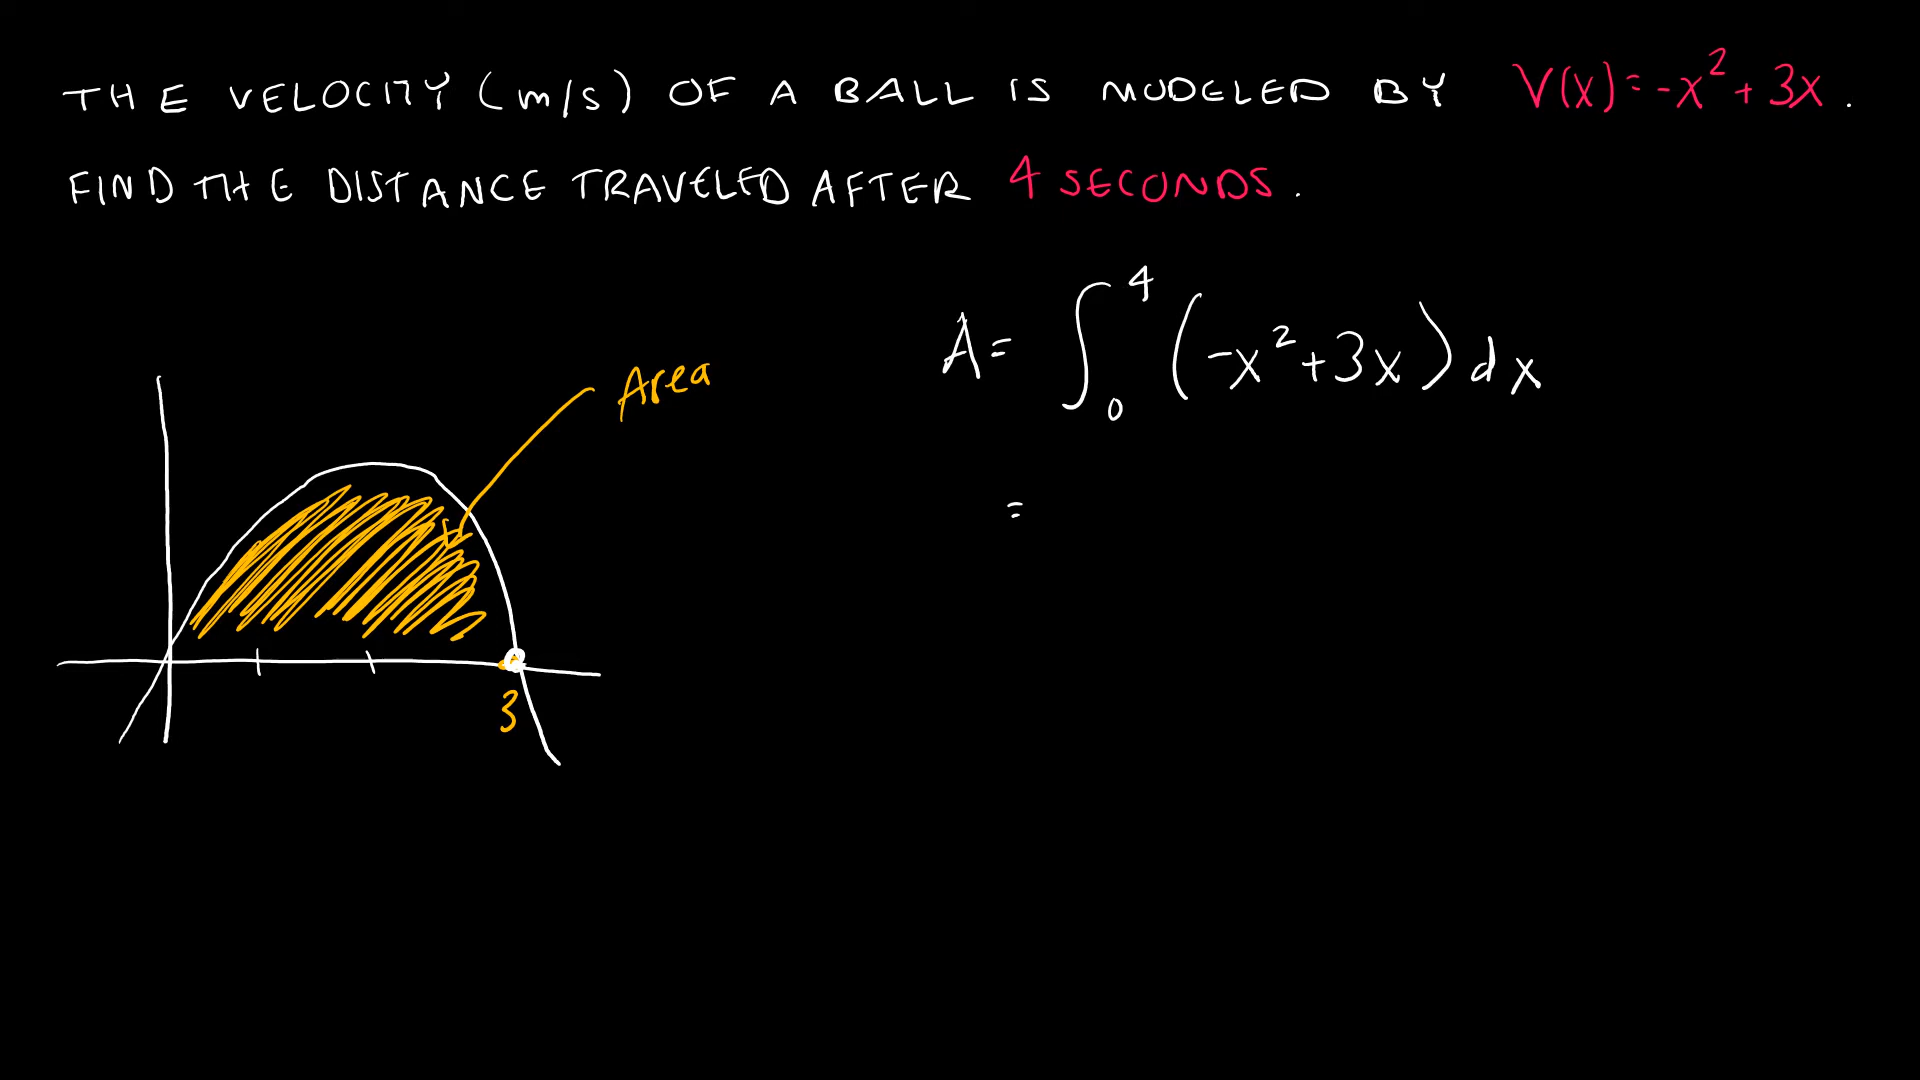 THE VELOCITY (m/s) OF A BALL IS MODELED BY V(x)=-x²+3x.
FIND THE DISTANCE TRAVELED AFTER 4 SECONDS.
A= ∫₀⁴ (-x²+3x)dx
Area
=
3